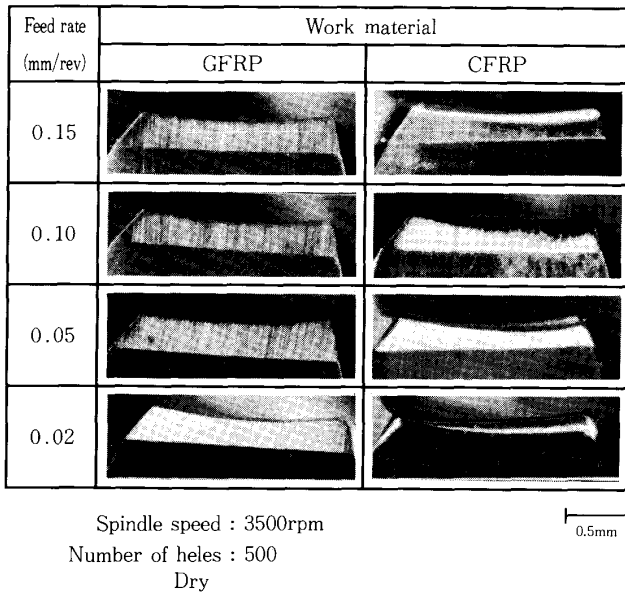 Feed rate
(mm/rev)
Work material
GFRP
CFRP
0.15
0.10
0.05
0.02
Spindle speed : 3500rpm
Number of heles : 500
Dry
0.5mm